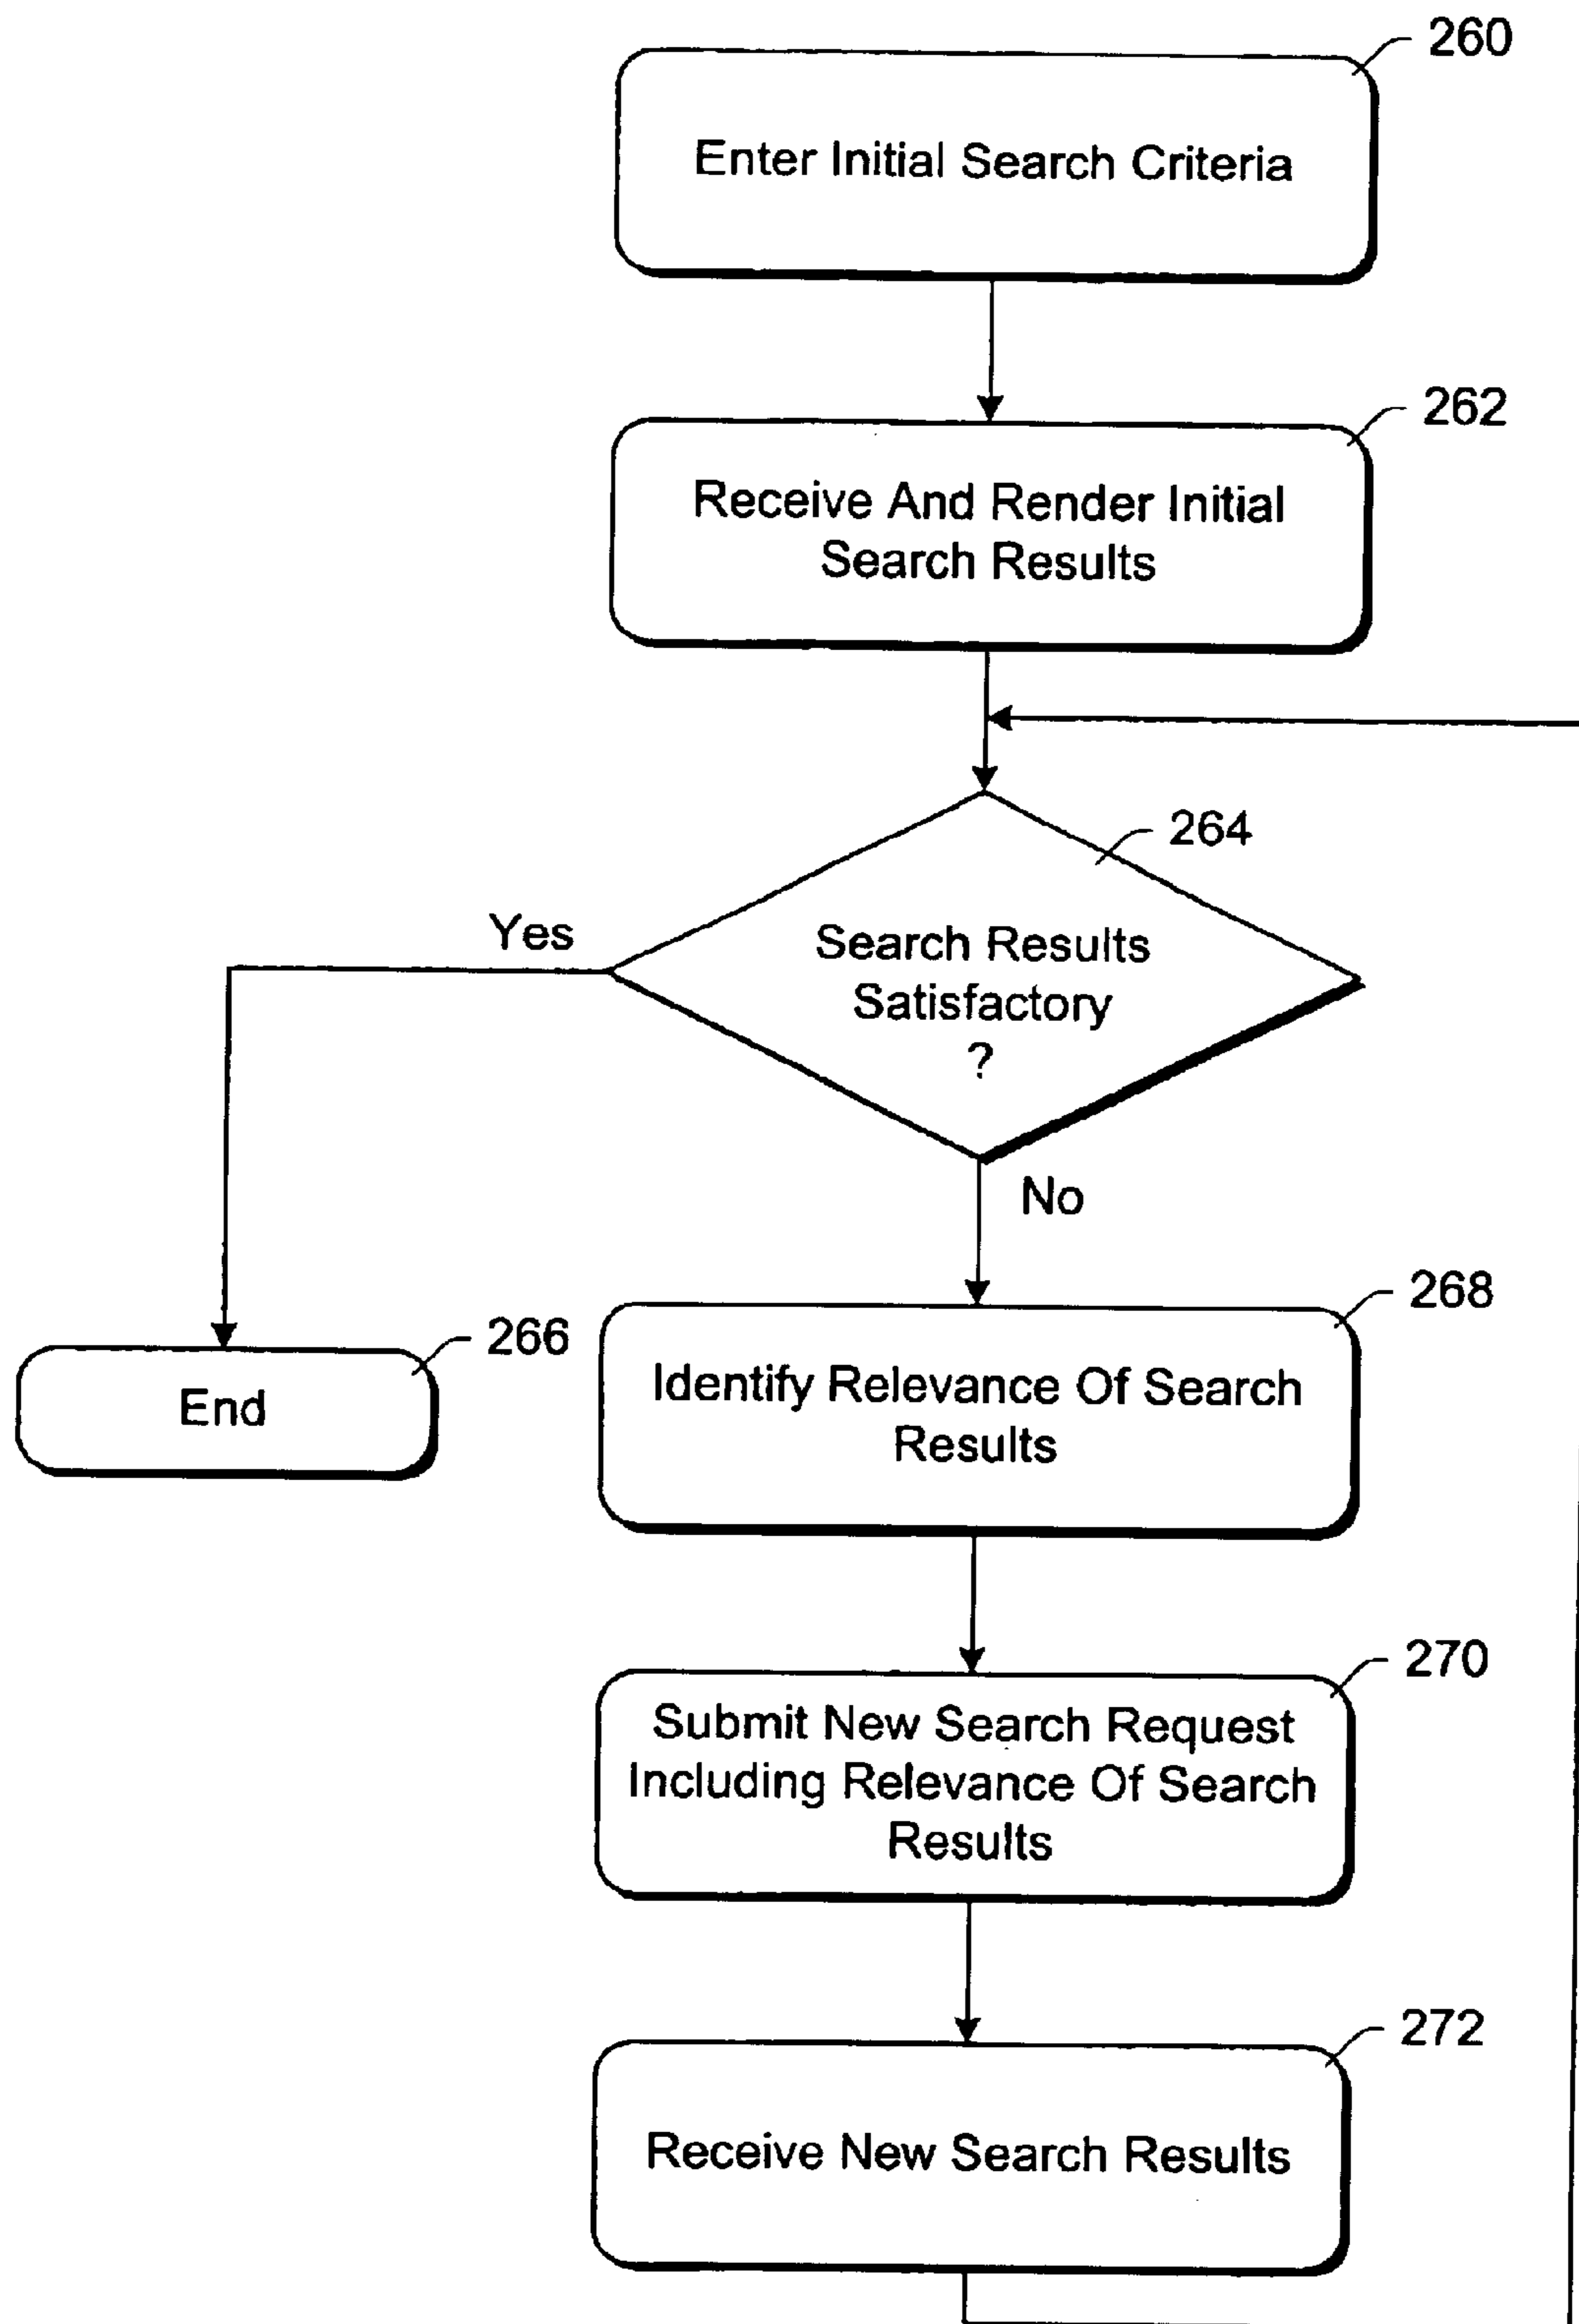 260
Enter Initial Search Criteria
262
Receive And Render Initial
Search Results
264
Yes
Search Results
Satisfactory
?
No
268
266
End
Identify Relevance Of Search
Results
270
Submit New Search Request
Including Relevance Of Search
Results
272
Receive New Search Results